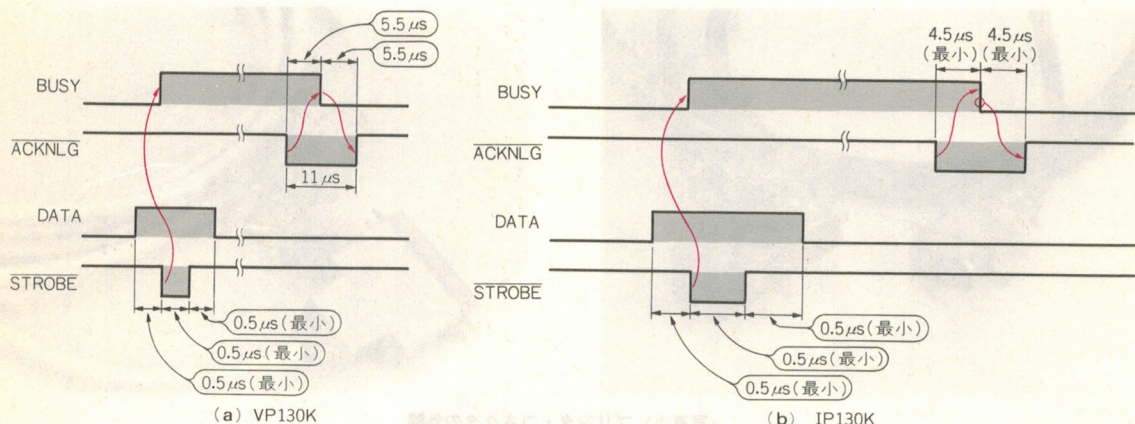 5.5μs
5.5μs
BUSY
ACKNLG
11μs
DATA
STROBE
0.5μs(最小)
0.5μs(最小)
0.5μs(最小)
(a) VP130K
4.5μs 4.5μs
(最小) (最小)
BUSY
ACKNLG
DATA
STROBE
0.5μs(最小)
0.5μs(最小)
0.5μs(最小)
(b) IP130K